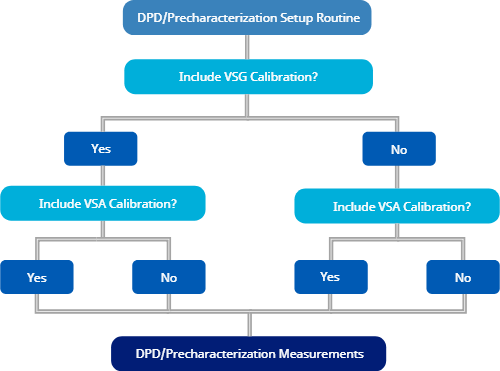 DPD/Precharacterization Setup Routine
Include VSG Calibration?
Yes
No
Include VSA Calibration?
Include VSA Calibration?
Yes
No
Yes
No
DPD/Precharacterization Measurements